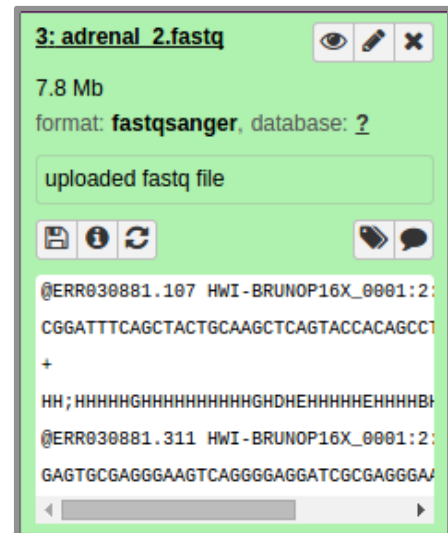 3: adrenal_2.fastq
7.8 Mb
format: fastqsanger, database: ?
uploaded fastq file
@ERR030881.107 HWI-BRUNOP16X_0001:2:
CGGATTTCAGCTACTGCAAGCTCAGTACCACAGCCT
+
HH;HHHHHGHHHHHHHHHHGHDHEHHHHHEHHHHBH
@ERR030881.311 HWI-BRUNOP16X_0001:2:
GAGTGCGAGGGAAGTCAGGGGAGGATCGCGAGGGAA